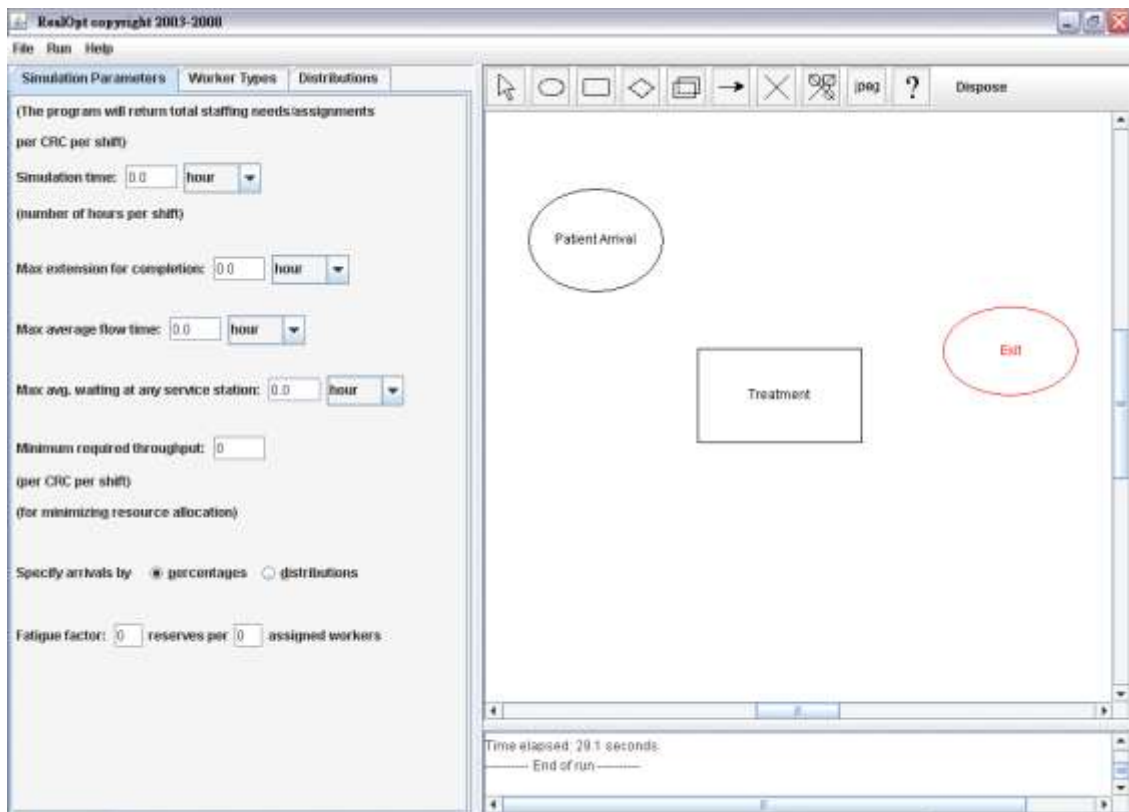 RealOpt copyright 2003-2008
File Run Help
Simulation Parameters Worker Types Distributions
(The program will return total staffing needs/assignments
per CRC per shift)
Simulation time: 0.0 hour
(number of hours per shift)
Max extension for completion: 0.0 hour
Max average flow time: 0.0 hour
Max avg. waiting at any service station: 0.0 hour
Minimum required throughput: 0
(per CRC per shift)
(for minimizing resource allocation)
Specify arrivals by percentages distributions
Fatigue factor: 0 reserves per 0 assigned workers
jpeg ? Dispose
Patient Arrival
Exit
Treatment
Time elapsed: 29.1 seconds.
---------- End of run ----------